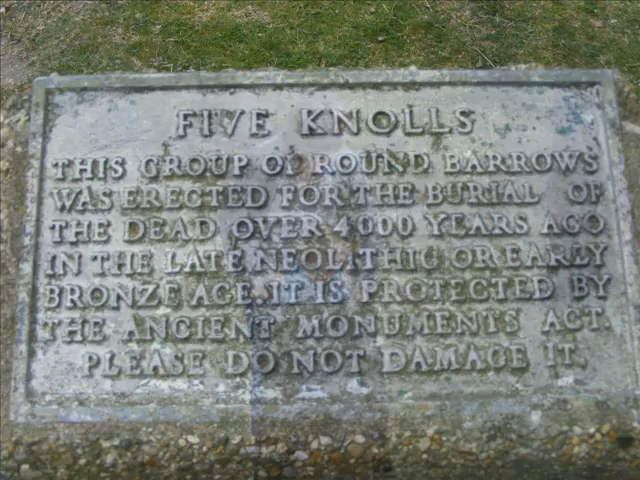 FIVE KNOLLS
THIS GROUP OF ROUND BARROWS
WAS ERECTED FOR THE BURIAL OF
THE DEAD OVER 4000 YEARS AGO
IN THE LATE NEOLITHIC OR EARLY
BRONZE AGE. IT IS PROTECTED BY
THE ANCIENT MONUMENTS ACT.
PLEASE DO NOT DAMAGE IT.